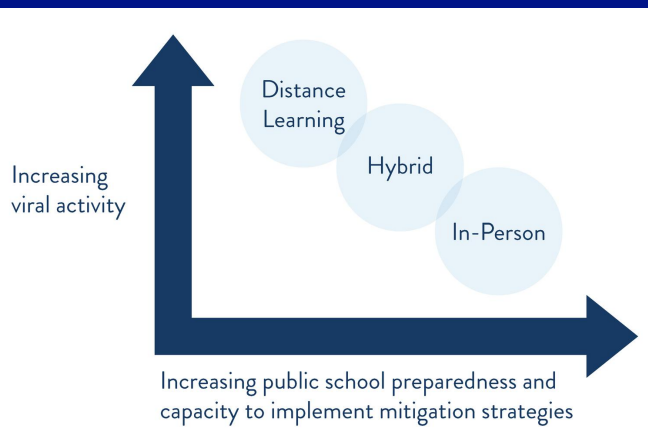 Distance
Learning
Hybrid
Increasing
viral activity
In-Person
Increasing public school preparedness and
capacity to implement mitigation strategies